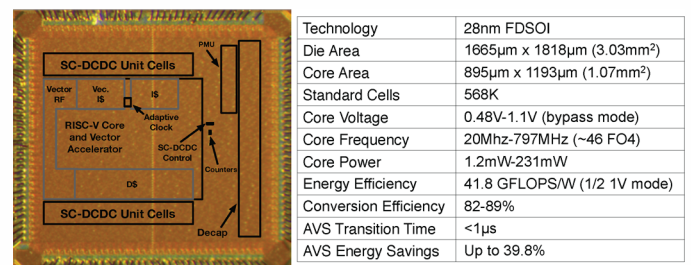 PMU
SC-DCDC Unit Cells
Vector
RF
Vec.
I$
I$
Adaptive
Clock
RISC-V Core
and Vector
Accelerator
SC-DCDC
Control
Counters
D$
SC-DCDC Unit Cells
Decap
Technology 28nm FDSOI
Die Area 1665μm x 1818μm (3.03mm²)
Core Area 895μm x 1193μm (1.07mm²)
Standard Cells 568K
Core Voltage 0.48V-1.1V (bypass mode)
Core Frequency 20Mhz-797MHz (~46 FO4)
Core Power 1.2mW-231mW
Energy Efficiency 41.8 GFLOPS/W (1/2 1V mode)
Conversion Efficiency 82-89%
AVS Transition Time <1μs
AVS Energy Savings Up to 39.8%